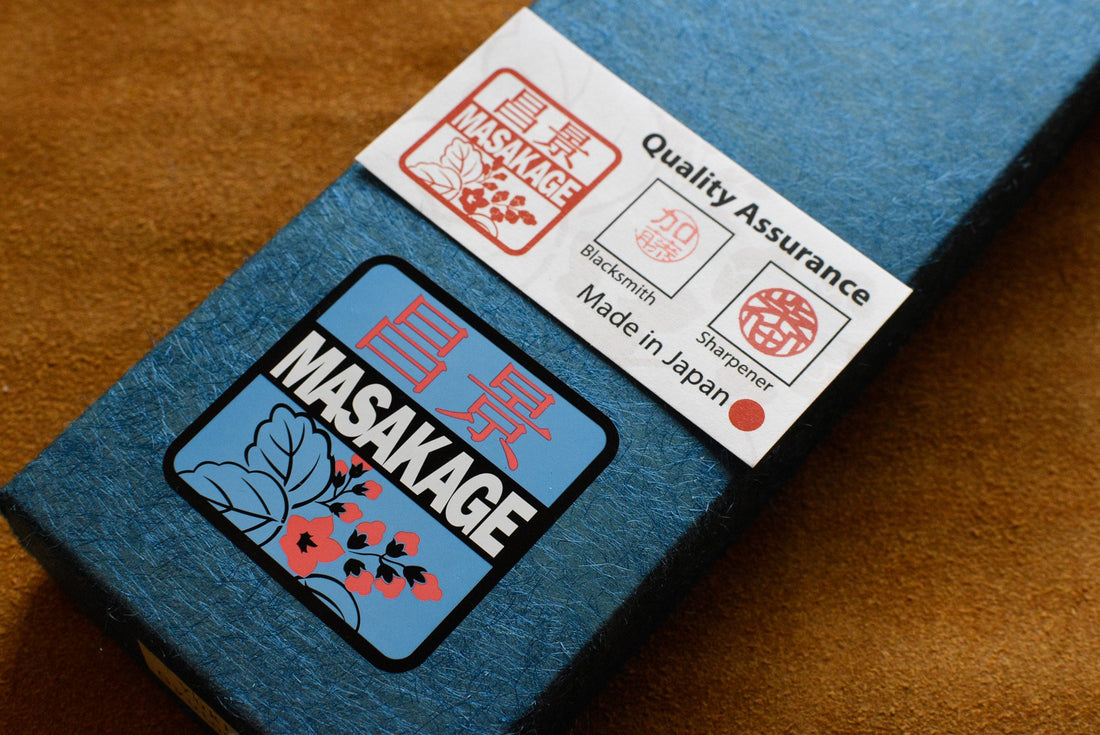 昌景
MASAKAGE
Quality Assurance
加藤
Blacksmith
Sharpener
Made in Japan
昌景
MASAKAGE